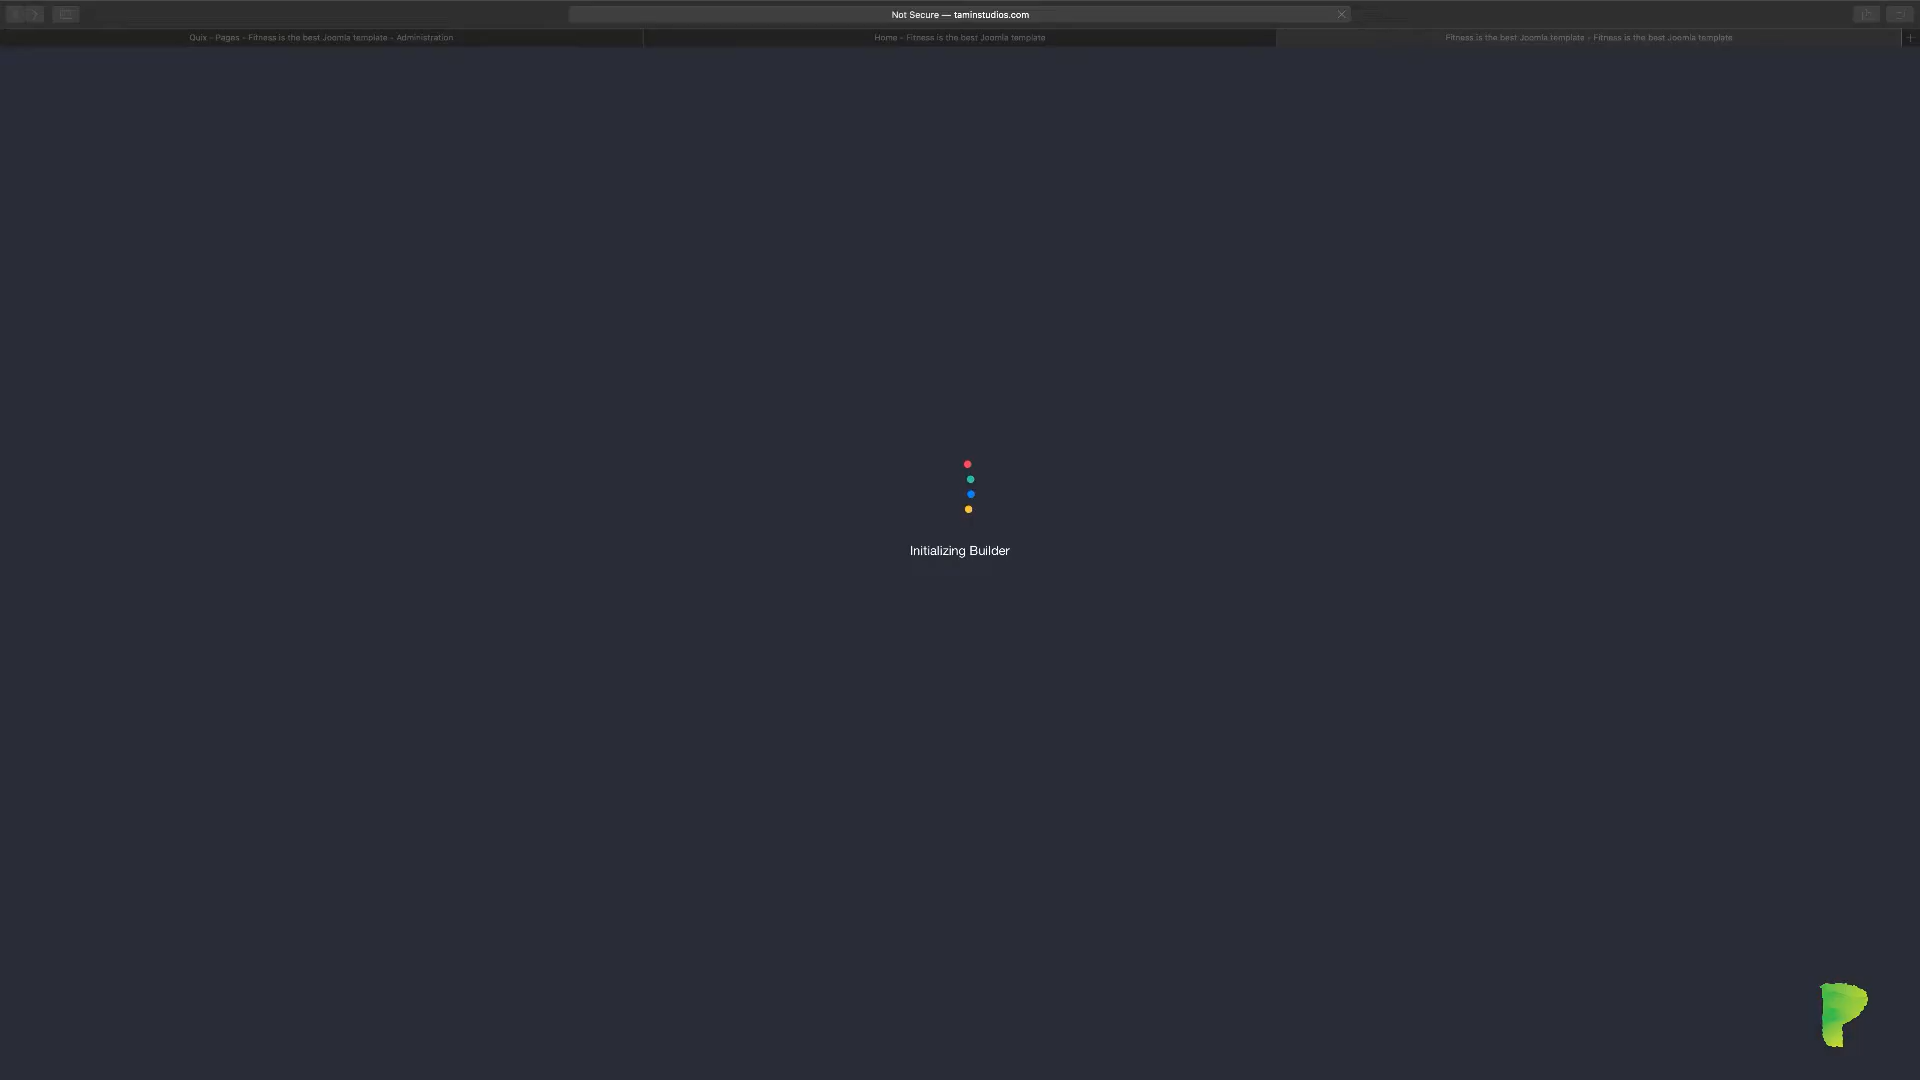 Not Secure — taminstudios.com
Quix - Pages - Fitness is the best Joomla template - Administration
Home - Fitness is the best Joomla template
Fitness is the best Joomla template - Fitness is the best Joomla template
Initializing Builder
P